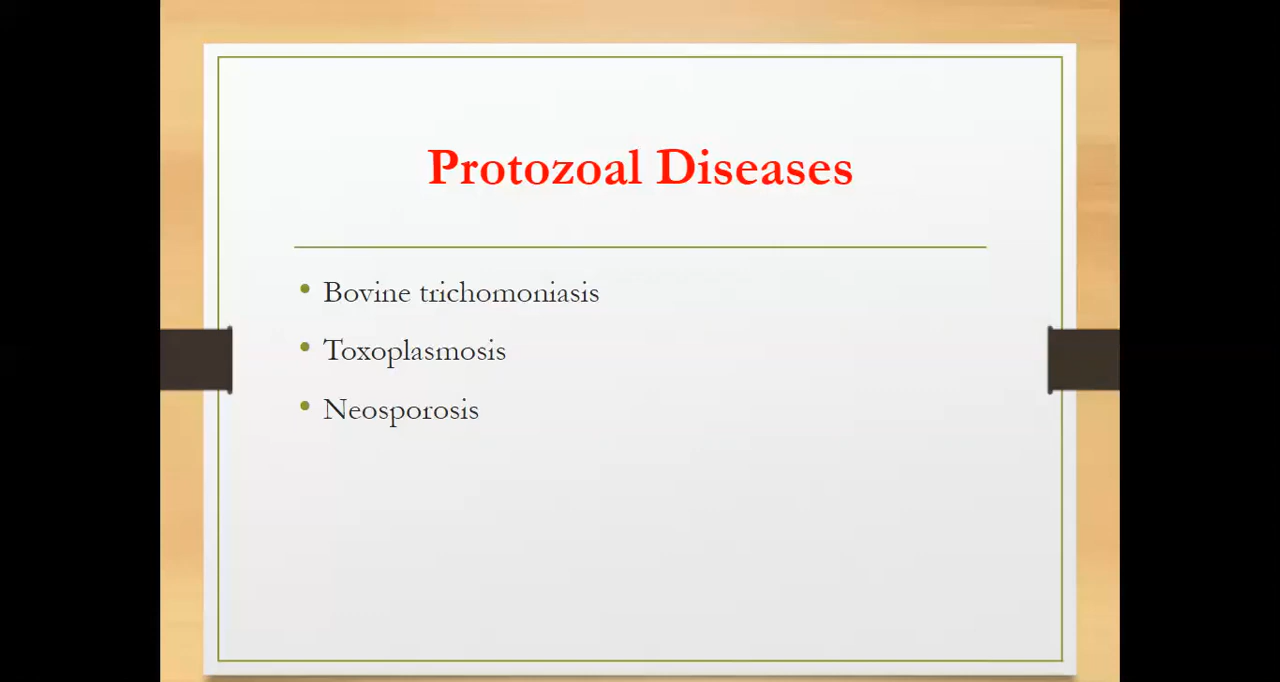 Protozoal Diseases
• Bovine trichomoniasis
• Toxoplasmosis
• Neosporosis